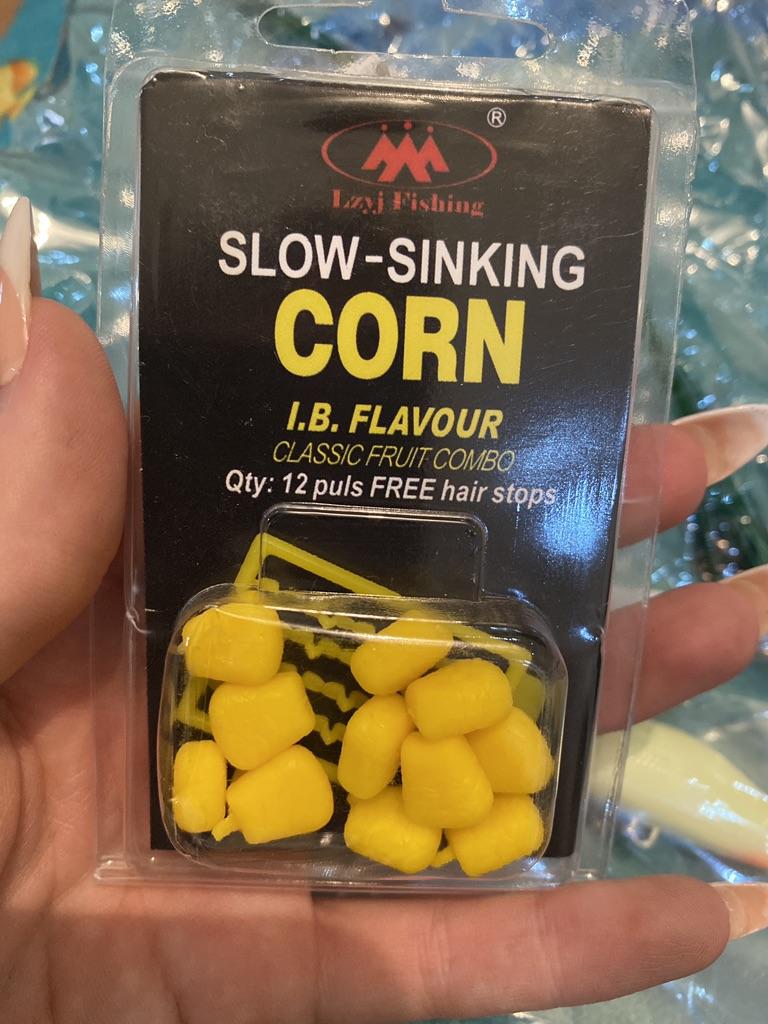 ®
Lzyj Fishing
SLOW-SINKING
CORN
I.B. FLAVOUR
CLASSIC FRUIT COMBO
Qty: 12 puls FREE hair stops